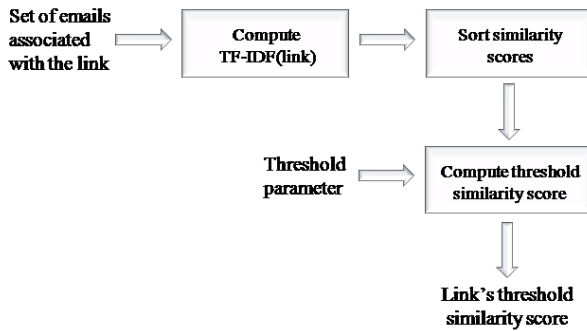 Set of emails
associated
with the link
Compute
TF-IDF(link)
Sort similarity
scores
Threshold
parameter
Compute threshold
similarity score
Link's threshold
similarity score